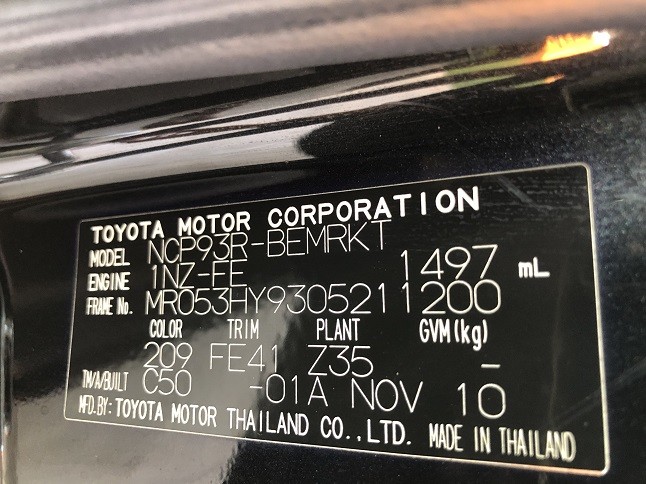 TOYOTA MOTOR CORPORATION
MODEL NCP93R-BEMRKT
ENGINE 1NZ-FE 1497 mL
FRAME No. MR053HY9305211200
COLOR TRIM PLANT GVM(kg)
209 FE41 Z35 -
TM/A/BUILT C50 -01A NOV 10
MFD.BY: TOYOTA MOTOR THAILAND CO.,LTD. MADE IN THAILAND